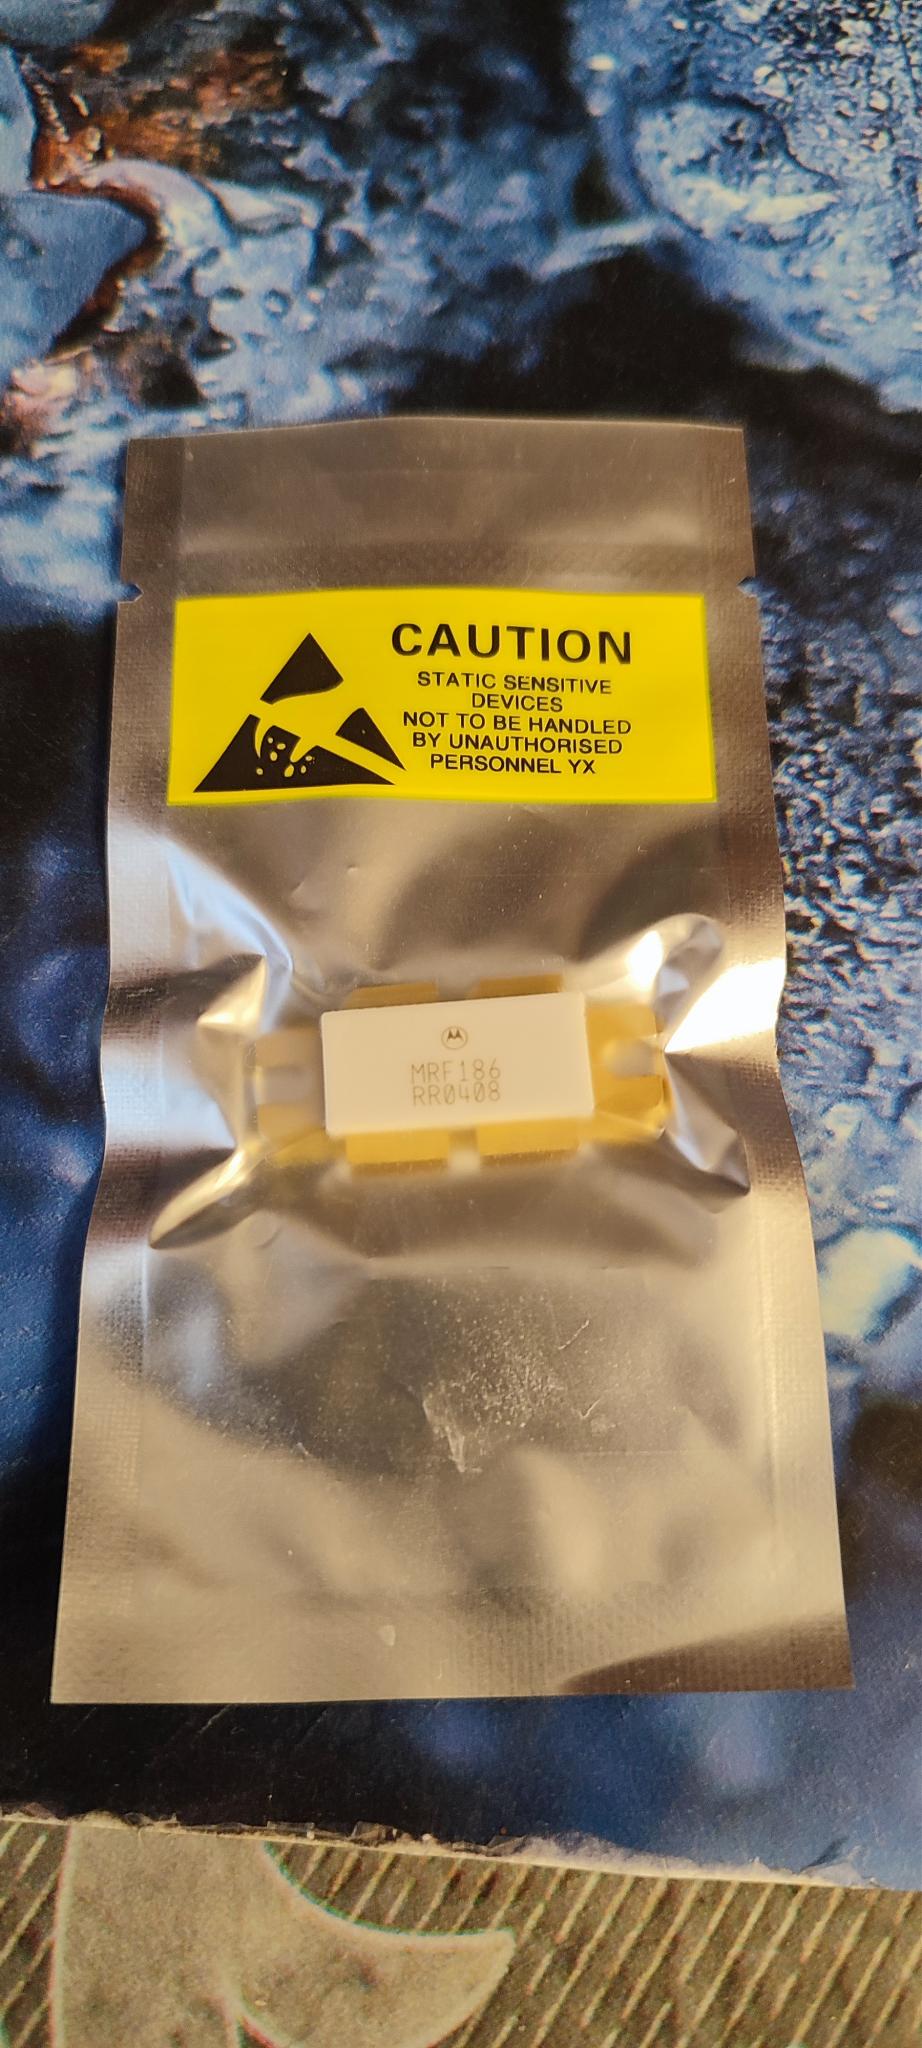 CAUTION
STATIC SENSITIVE
DEVICES
NOT TO BE HANDLED
BY UNAUTHORISED
PERSONNEL YX
MRF186
RR0408